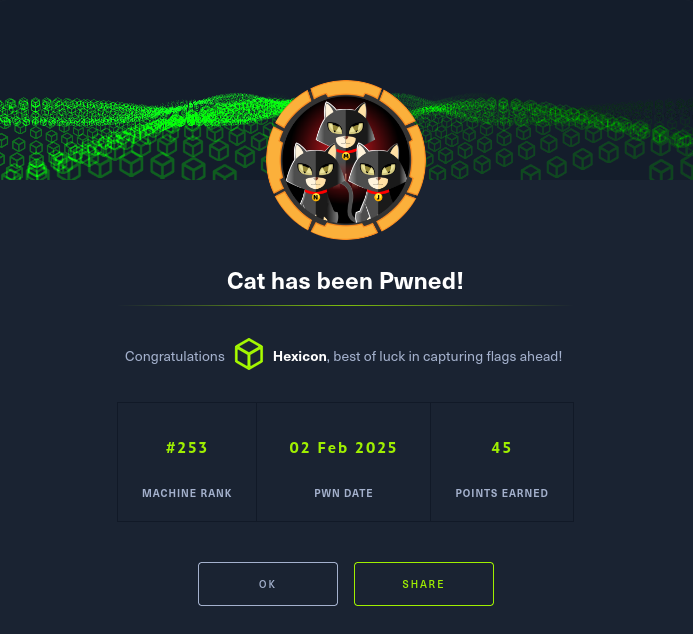 M
N
J
Cat has been Pwned!
Congratulations Hexicon, best of luck in capturing flags ahead!
#253 02 Feb 2025 45
MACHINE RANK PWN DATE POINTS EARNED
OK SHARE